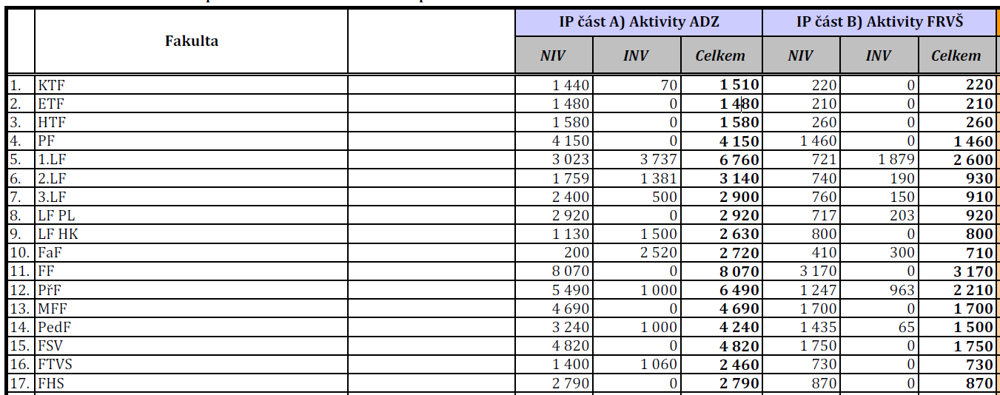 IP část A) Aktivity ADZ IP část B) Aktivity FRVŠ
Fakulta
NIV INV Celkem NIV INV Celkem
1. KTF 1 440 70 1 510 220 0 220
2. ETF 1 480 0 1 480 210 0 210
3. HTF 1 580 0 1 580 260 0 260
4. PF 4 150 0 4 150 1 460 0 1 460
5. 1.LF 3 023 3 737 6 760 721 1 879 2 600
6. 2.LF 1 759 1 381 3 140 740 190 930
7. 3.LF 2 400 500 2 900 760 150 910
8. LF PL 2 920 0 2 920 717 203 920
9. LF HK 1 130 1 500 2 630 800 0 800
10. FaF 200 2 520 2 720 410 300 710
11. FF 8 070 0 8 070 3 170 0 3 170
12. PřF 5 490 1 000 6 490 1 247 963 2 210
13. MFF 4 690 0 4 690 1 700 0 1 700
14. PedF 3 240 1 000 4 240 1 435 65 1 500
15. FSV 4 820 0 4 820 1 750 0 1 750
16. FTVS 1 400 1 060 2 460 730 0 730
17. FHS 2 790 0 2 790 870 0 870